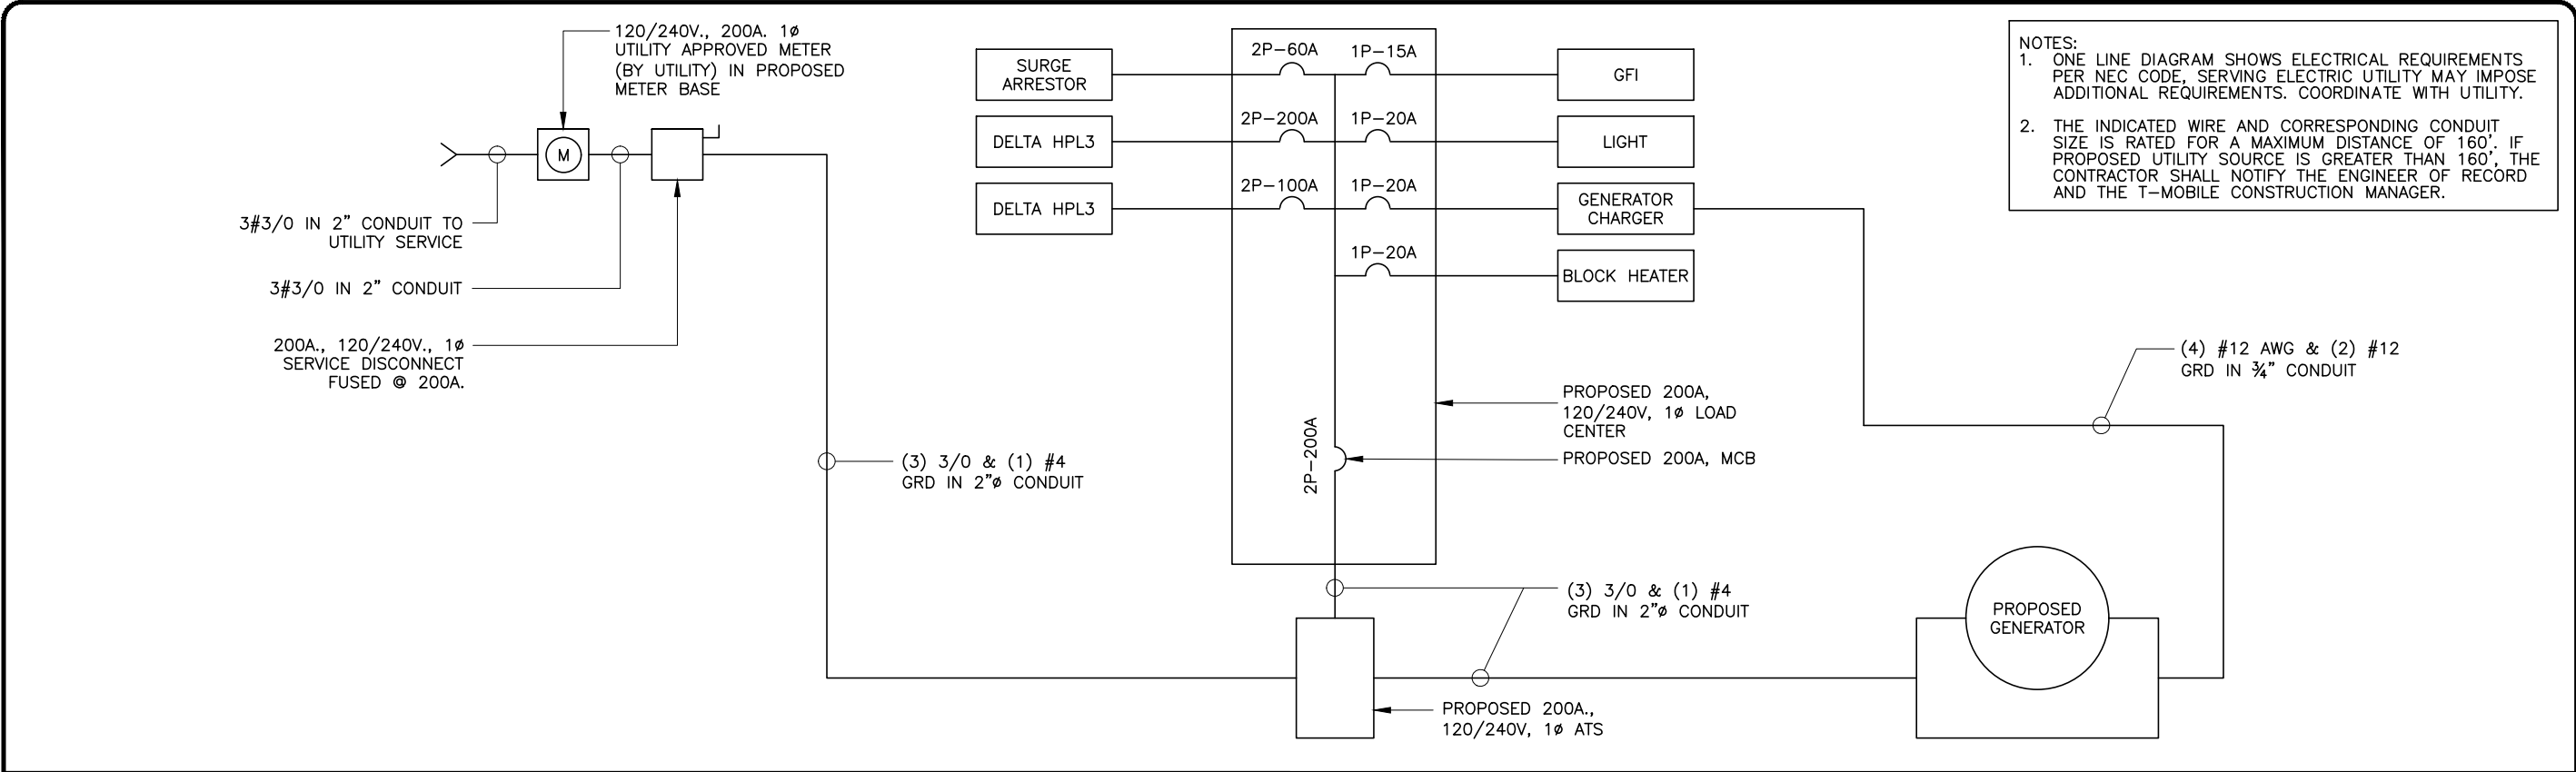 120/240V., 200A. 1ø
UTILITY APPROVED METER
(BY UTILITY) IN PROPOSED
METER BASE
M
3#3/0 IN 2" CONDUIT TO
UTILITY SERVICE
3#3/0 IN 2" CONDUIT
200A., 120/240V., 1ø
SERVICE DISCONNECT
FUSED @ 200A.
(3) 3/0 & (1) #4
GRD IN 2"ø CONDUIT
SURGE
ARRESTOR
DELTA HPL3
DELTA HPL3
2P-60A
2P-200A
2P-100A
1P-15A
1P-20A
1P-20A
1P-20A
2P-200A
GFI
LIGHT
GENERATOR
CHARGER
BLOCK HEATER
PROPOSED 200A,
120/240V, 1ø LOAD
CENTER
PROPOSED 200A, MCB
(3) 3/0 & (1) #4
GRD IN 2"ø CONDUIT
PROPOSED 200A.,
120/240V, 1ø ATS
NOTES:
1. ONE LINE DIAGRAM SHOWS ELECTRICAL REQUIREMENTS
PER NEC CODE, SERVING ELECTRIC UTILITY MAY IMPOSE
ADDITIONAL REQUIREMENTS. COORDINATE WITH UTILITY.
2. THE INDICATED WIRE AND CORRESPONDING CONDUIT
SIZE IS RATED FOR A MAXIMUM DISTANCE OF 160'. IF
PROPOSED UTILITY SOURCE IS GREATER THAN 160', THE
CONTRACTOR SHALL NOTIFY THE ENGINEER OF RECORD
AND THE T-MOBILE CONSTRUCTION MANAGER.
(4) #12 AWG & (2) #12
GRD IN ¾" CONDUIT
PROPOSED
GENERATOR